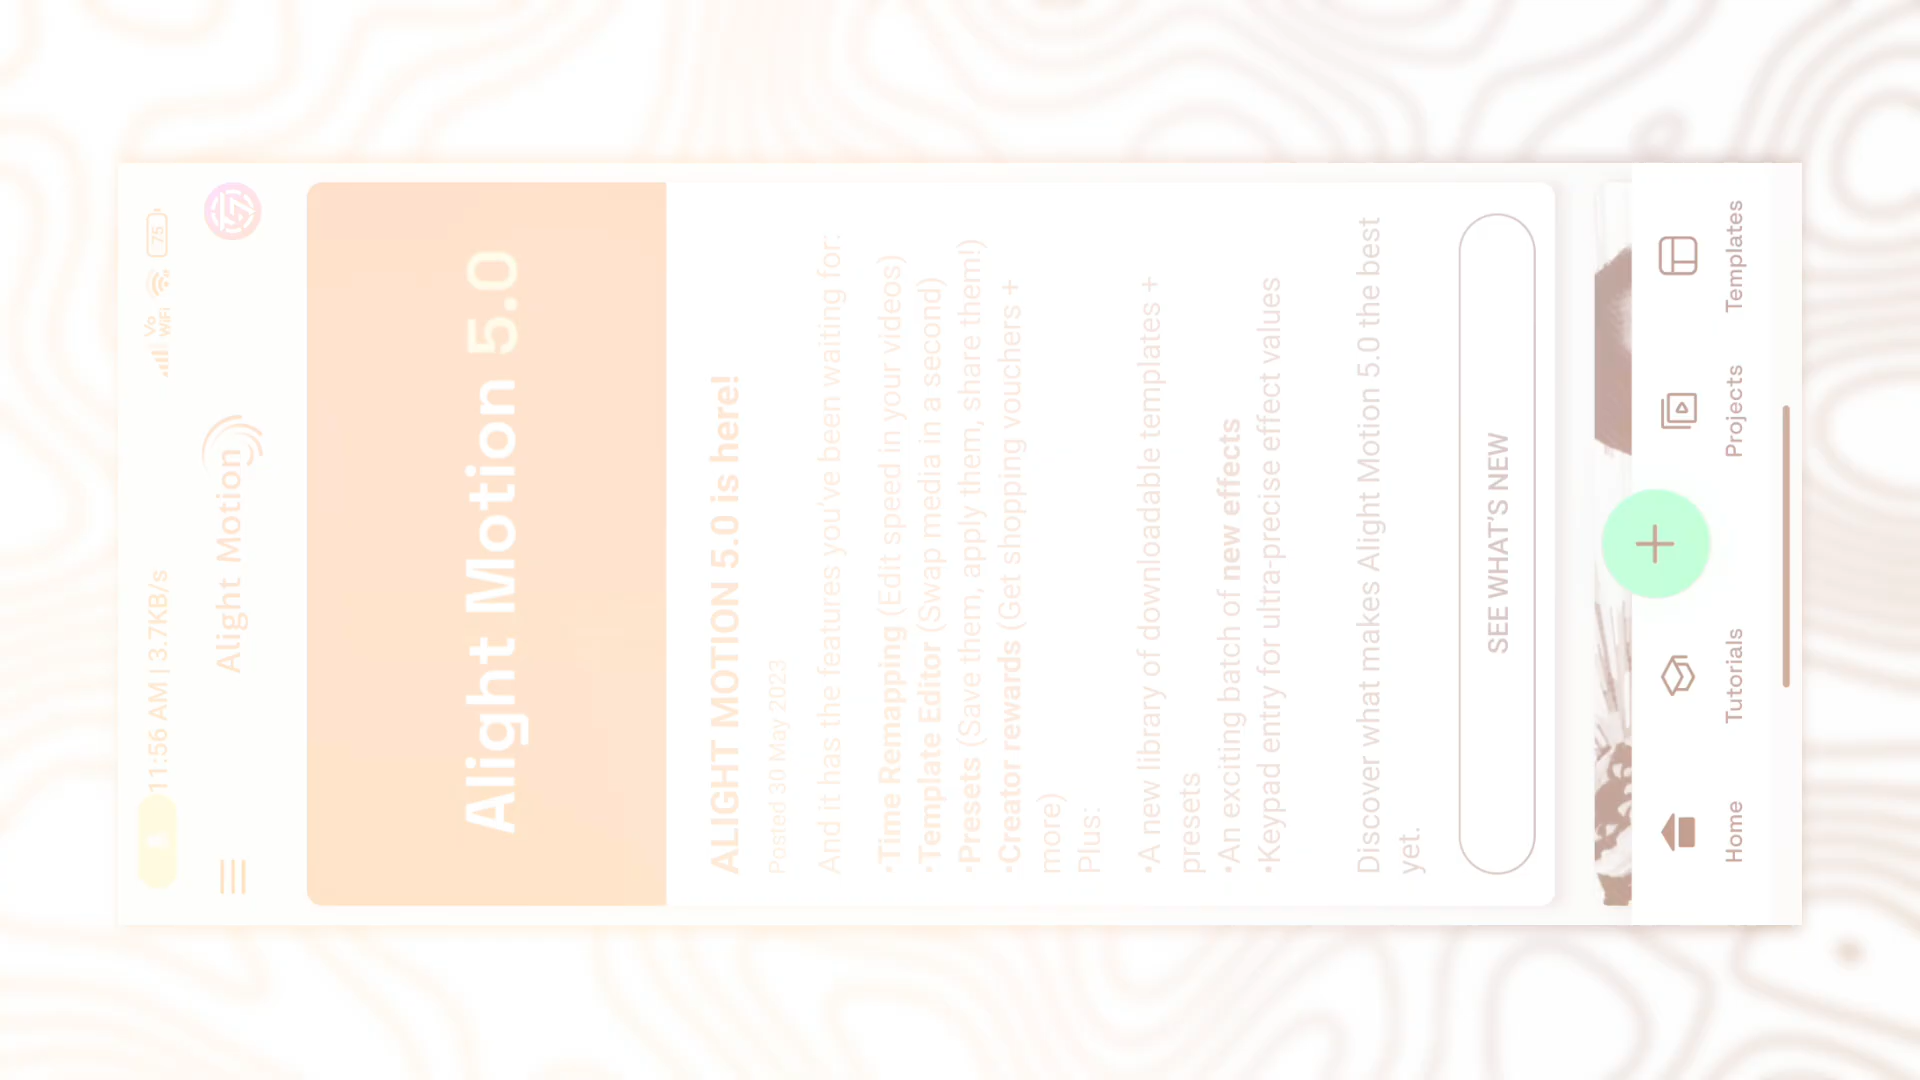 11:56 AM | 3.7KB/s
Vo
WiFi
75
Alight Motion
Alight Motion 5.0
ALIGHT MOTION 5.0 is here!
Posted 30 May 2023
And it has the features you've been waiting for:
•Time Remapping (Edit speed in your videos)
•Template Editor (Swap media in a second)
•Presets (Save them, apply them, share them!)
•Creator rewards (Get shopping vouchers +
more)
Plus:
•A new library of downloadable templates +
presets
•An exciting batch of new effects
•Keypad entry for ultra-precise effect values
Discover what makes Alight Motion 5.0 the best
yet.
SEE WHAT'S NEW
Home
Tutorials
Projects
Templates